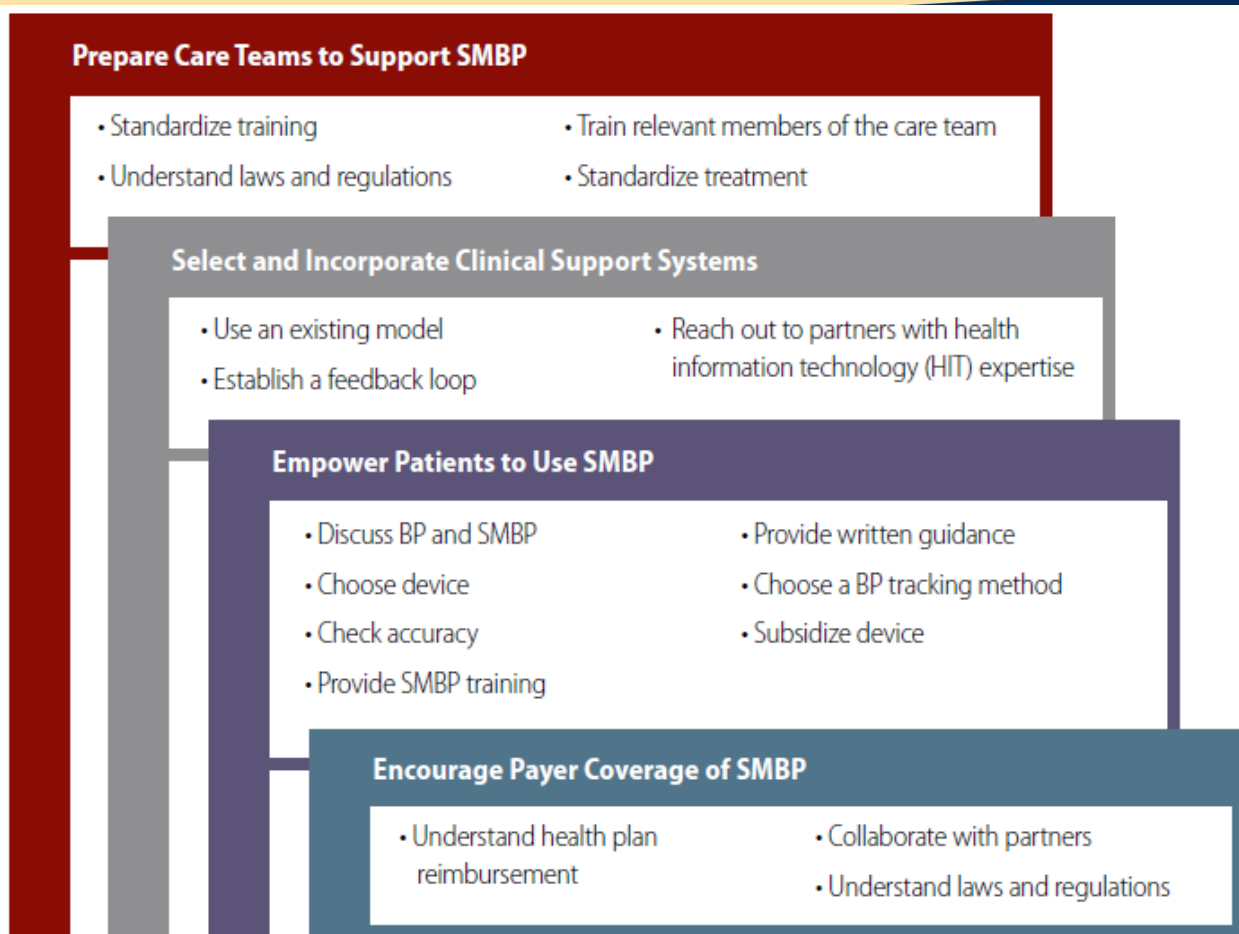 Prepare Care Teams to Support SMBP
• Standardize training
• Understand laws and regulations
• Train relevant members of the care team
• Standardize treatment
Select and Incorporate Clinical Support Systems
• Use an existing model
• Establish a feedback loop
• Reach out to partners with health
information technology (HIT) expertise
Empower Patients to Use SMBP
• Discuss BP and SMBP
• Choose device
• Check accuracy
• Provide SMBP training
• Provide written guidance
• Choose a BP tracking method
• Subsidize device
Encourage Payer Coverage of SMBP
• Understand health plan
reimbursement
• Collaborate with partners
• Understand laws and regulations